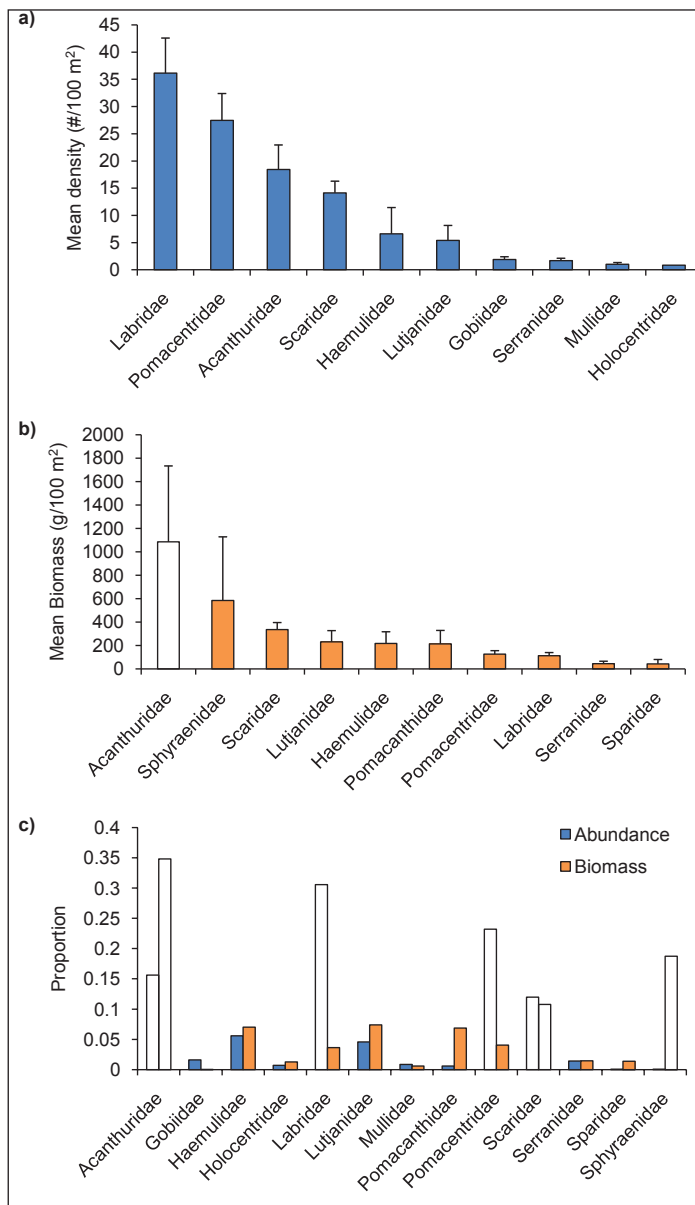 a)
Mean density (#/100 m²)
45
40
35
30
25
20
15
10
5
0
Labridae
Pomacentridae
Acanthuridae
Scaridae
Haemulidae
Lutjanidae
Gobiidae
Serranidae
Mullidae
Holocentridae
b)
Mean Biomass (g/100 m²)
2000
1800
1600
1400
1200
1000
800
600
400
200
0
Acanthuridae
Sphyraenidae
Scaridae
Lutjanidae
Haemulidae
Pomacanthidae
Pomacentridae
Labridae
Serranidae
Sparidae
c)
Proportion
0.4
0.35
0.3
0.25
0.2
0.15
0.1
0.05
0
Abundance
Biomass
Acanthuridae
Gobiidae
Haemulidae
Holocentridae
Labridae
Lutjanidae
Mullidae
Pomacanthidae
Pomacentridae
Scaridae
Serranidae
Sparidae
Sphyraenidae